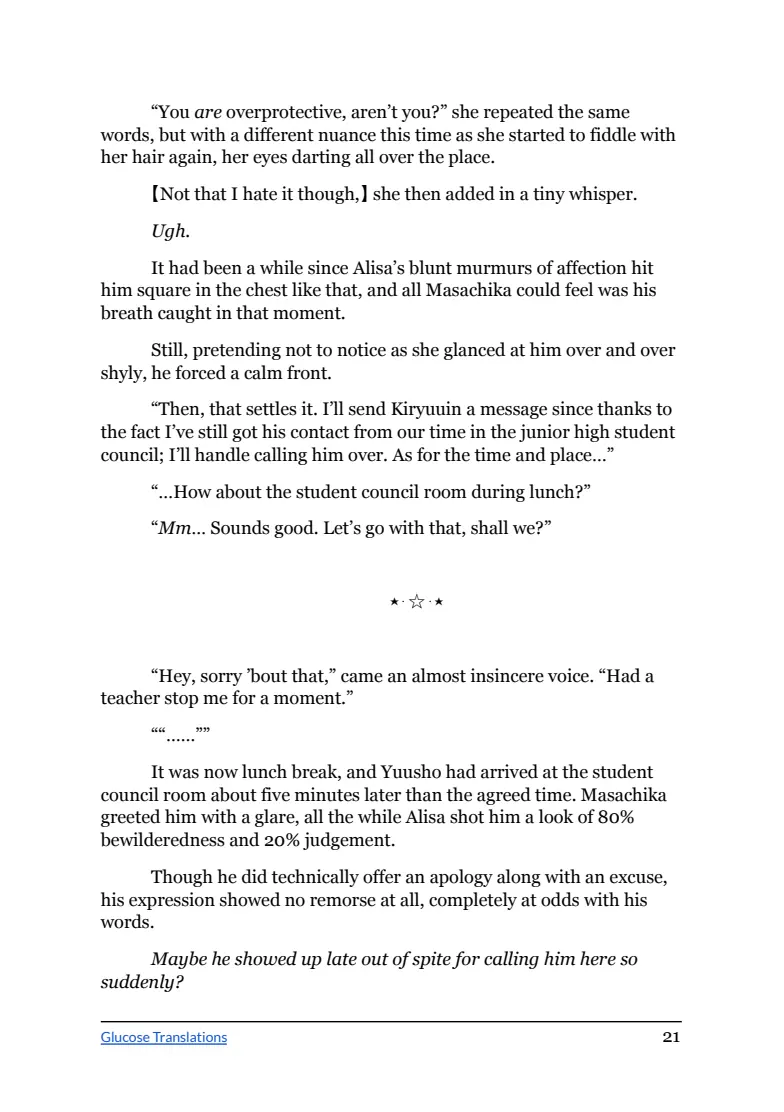 “You are overprotective, aren’t you?” she repeated the same
words, but with a different nuance this time as she started to fiddle with
her hair again, her eyes darting all over the place.
【Not that I hate it though,】 she then added in a tiny whisper.
Ugh.
It had been a while since Alisa’s blunt murmurs of affection hit
him square in the chest like that, and all Masachika could feel was his
breath caught in that moment.
Still, pretending not to notice as she glanced at him over and over
shyly, he forced a calm front.
“Then, that settles it. I’ll send Kiryuuin a message since thanks to
the fact I’ve still got his contact from our time in the junior high student
council; I’ll handle calling him over. As for the time and place…”
“…How about the student council room during lunch?”
“Mm… Sounds good. Let’s go with that, shall we?”
⋆·☆·⋆
“Hey, sorry ’bout that,” came an almost insincere voice. “Had a
teacher stop me for a moment.”
““……””
It was now lunch break, and Yuusho had arrived at the student
council room about five minutes later than the agreed time. Masachika
greeted him with a glare, all the while Alisa shot him a look of 80%
bewilderedness and 20% judgement.
Though he did technically offer an apology along with an excuse,
his expression showed no remorse at all, completely at odds with his
words.
Maybe he showed up late out of spite for calling him here so
suddenly?
Glucose Translations 21